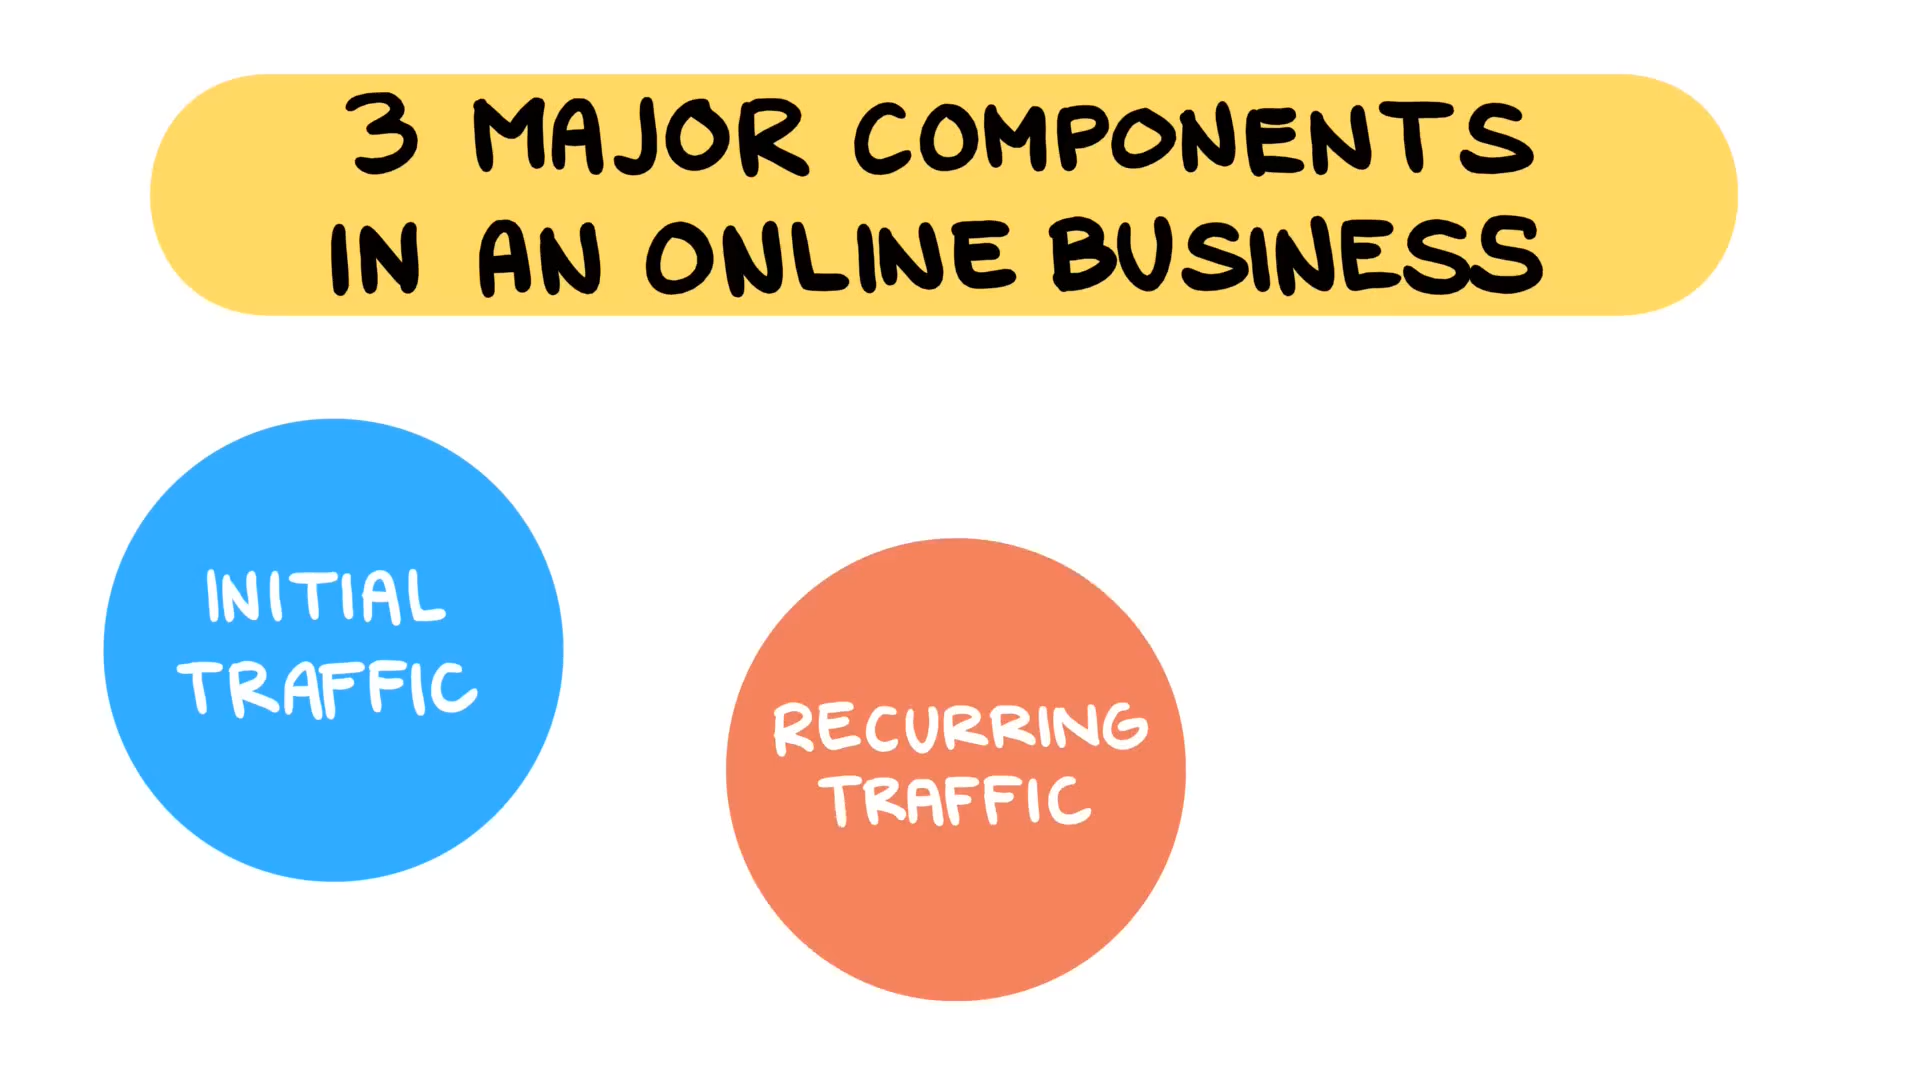 3 MAJOR COMPONENTS
IN AN ONLINE BUSINESS
INITIAL
TRAFFIC
RECURRING
TRAFFIC